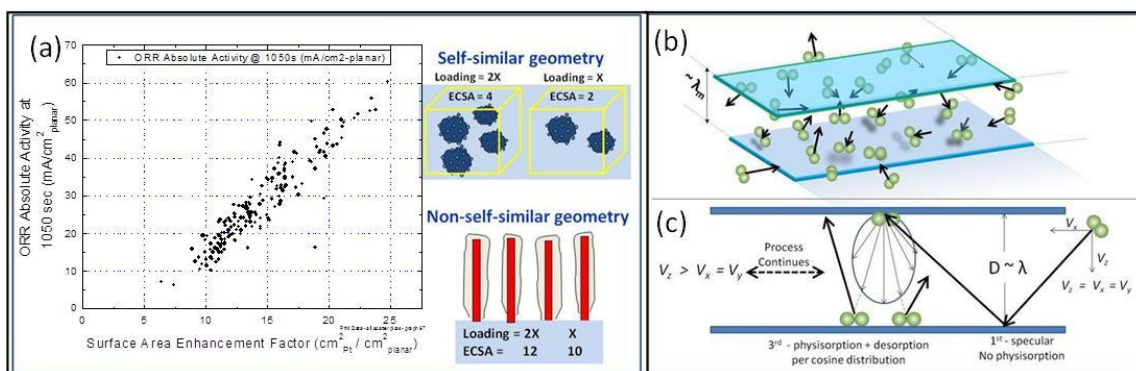 (a)
70
60
50
40
30
20
10
0
0 5 10 15 20 25
ORR Absolute Activity @ 1050s (mA/cm2-planar)
ORR Absolute Activity at
1050 sec (mA/cm²planar)
Surface Area Enhancement Factor (cm²Pt / cm²planar)
Self-similar geometry
Loading = 2X Loading = X
ECSA = 4 ECSA = 2
Non-self-similar geometry
Loading = 2X X
ECSA = 12 10
(b)
~ λm
(c)
Vz > Vx = Vy
Process
Continues
D ~ λ
Vx
Vz
Vz = Vx = Vy
3rd - physisorption + desorption
per cosine distribution
1st - specular
No physisorption